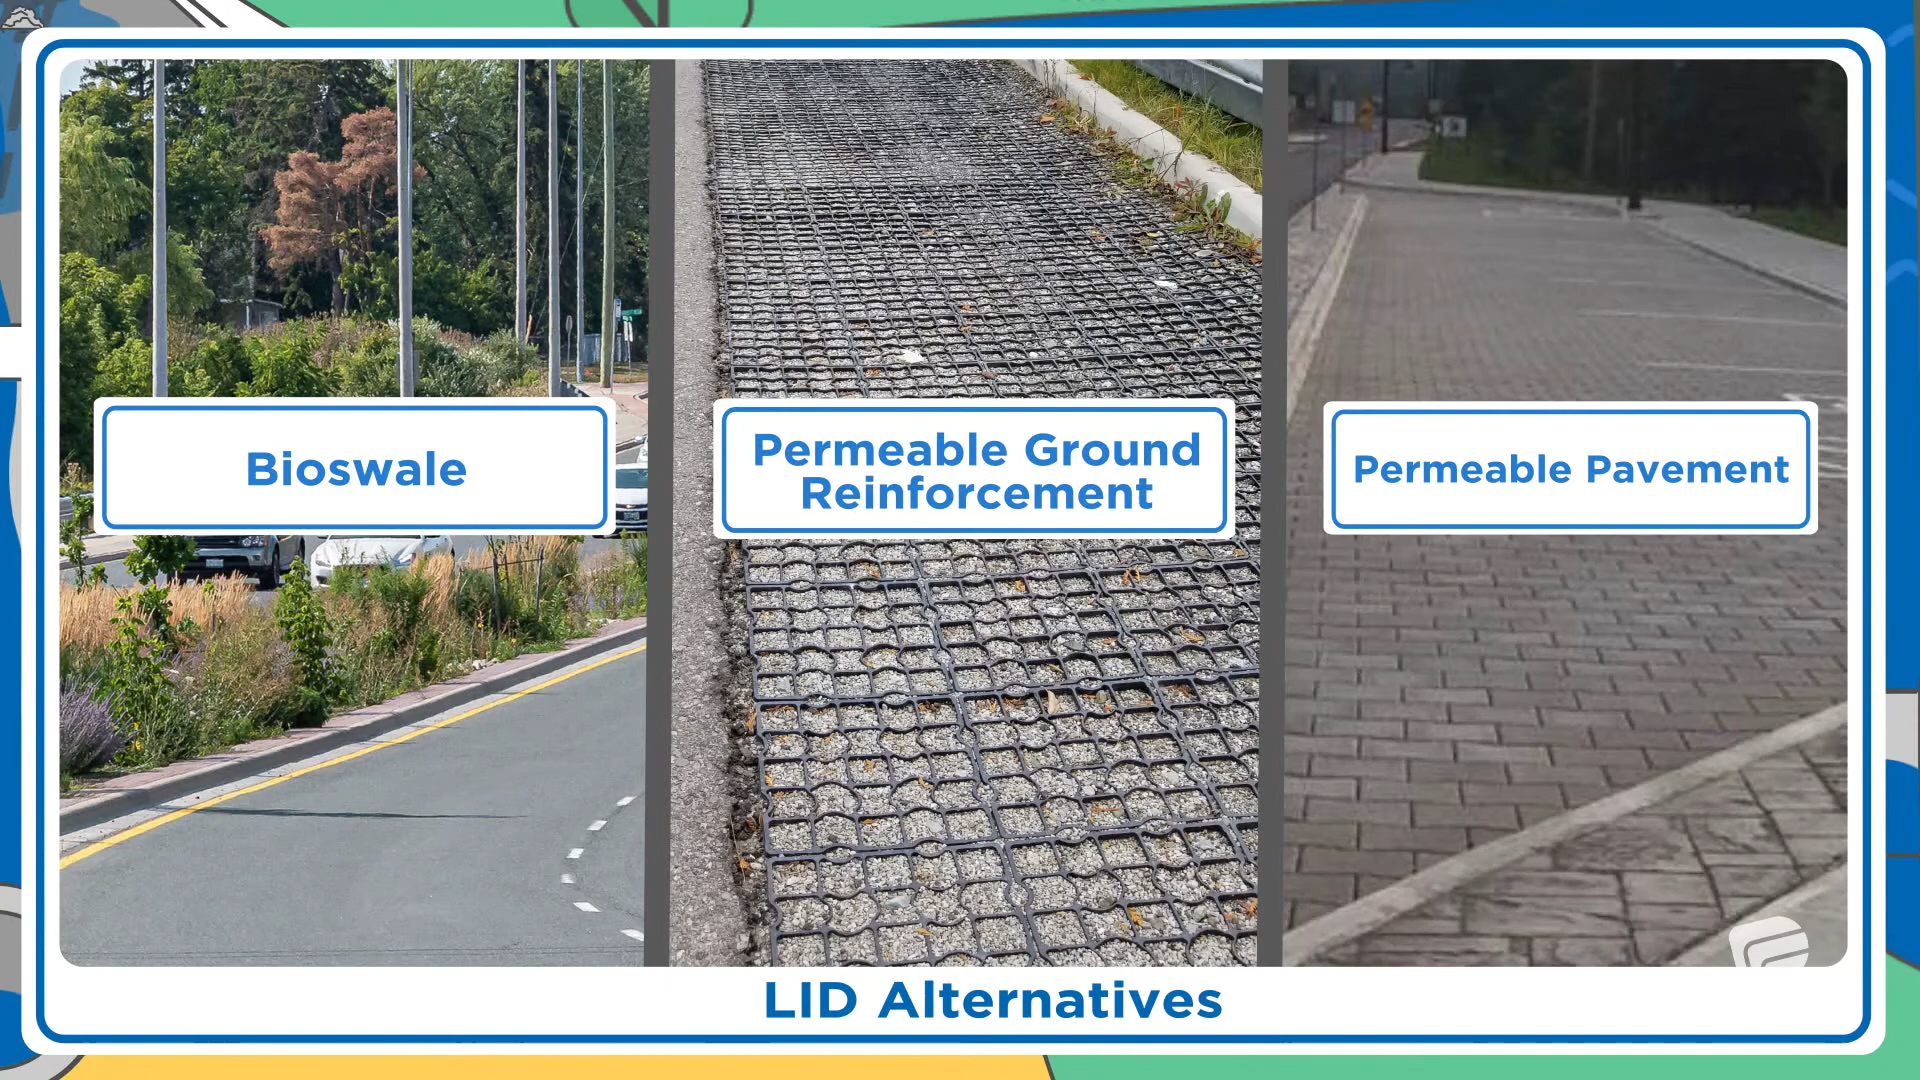 Bioswale
Permeable Ground
Reinforcement
Permeable Pavement
LID Alternatives